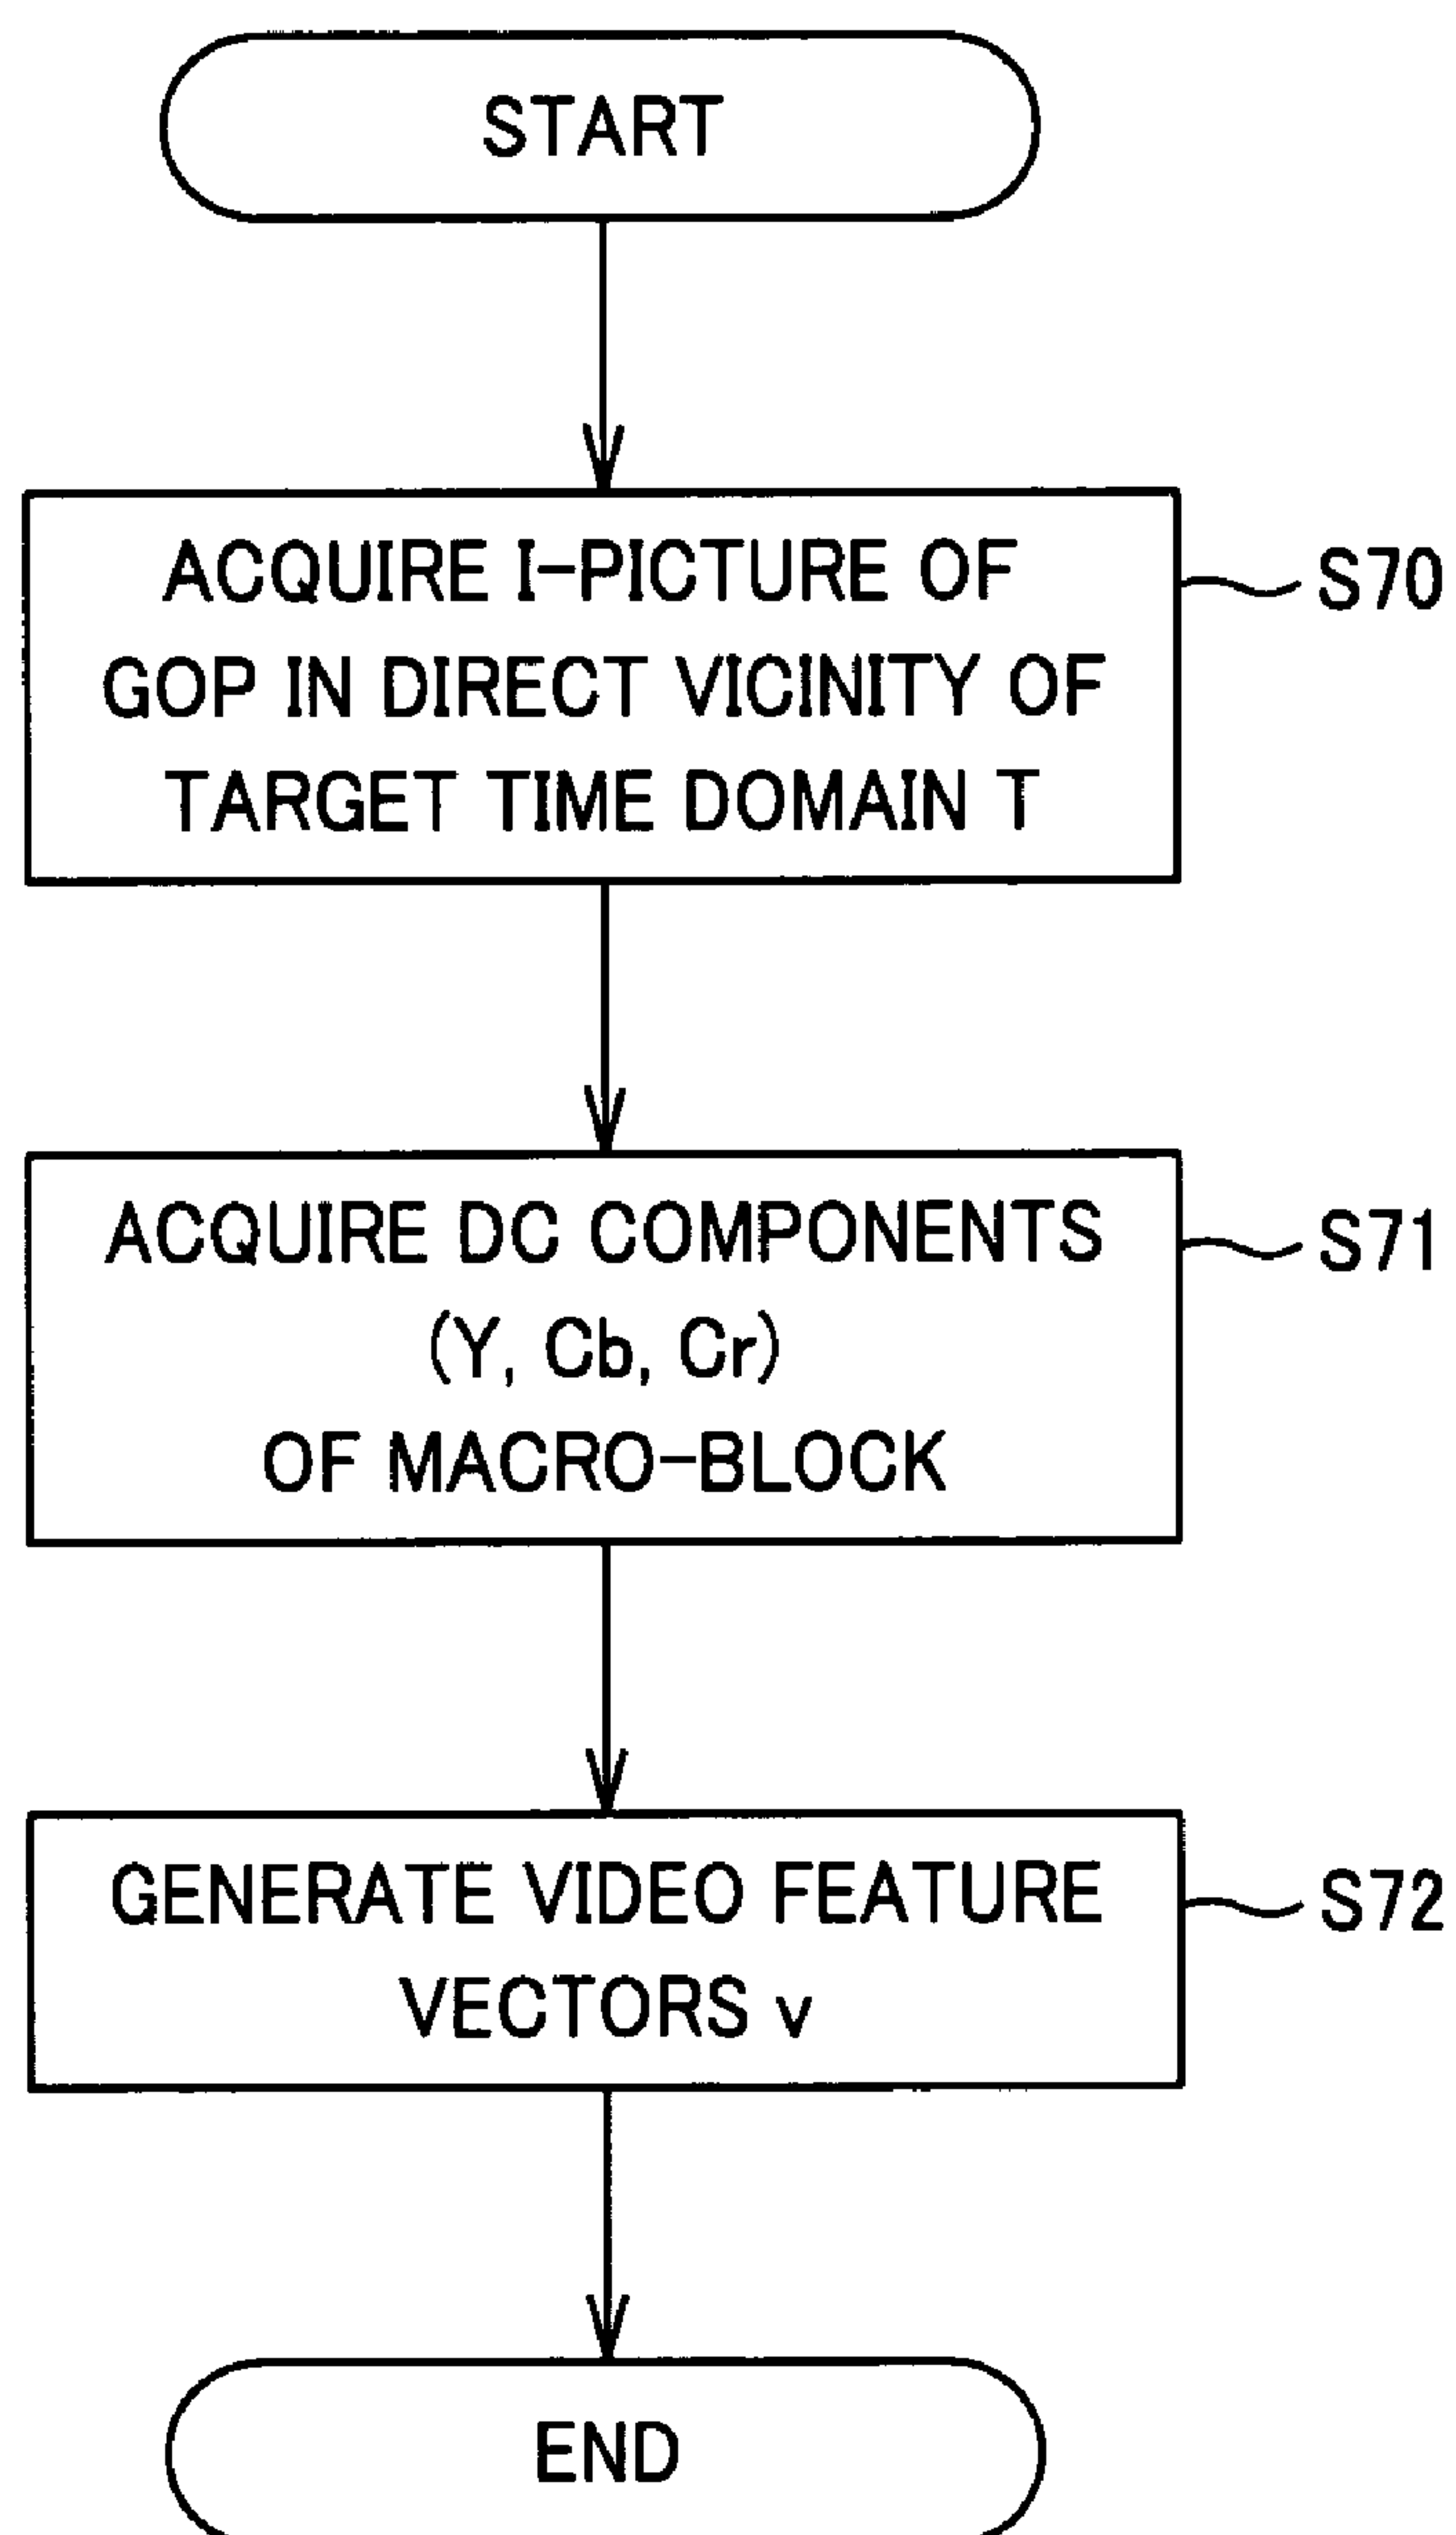 START
ACQUIRE I-PICTURE OF
GOP IN DIRECT VICINITY OF
TARGET TIME DOMAIN T
S70
ACQUIRE DC COMPONENTS
(Y, Cb, Cr)
OF MACRO-BLOCK
S71
GENERATE VIDEO FEATURE
VECTORS v
S72
END